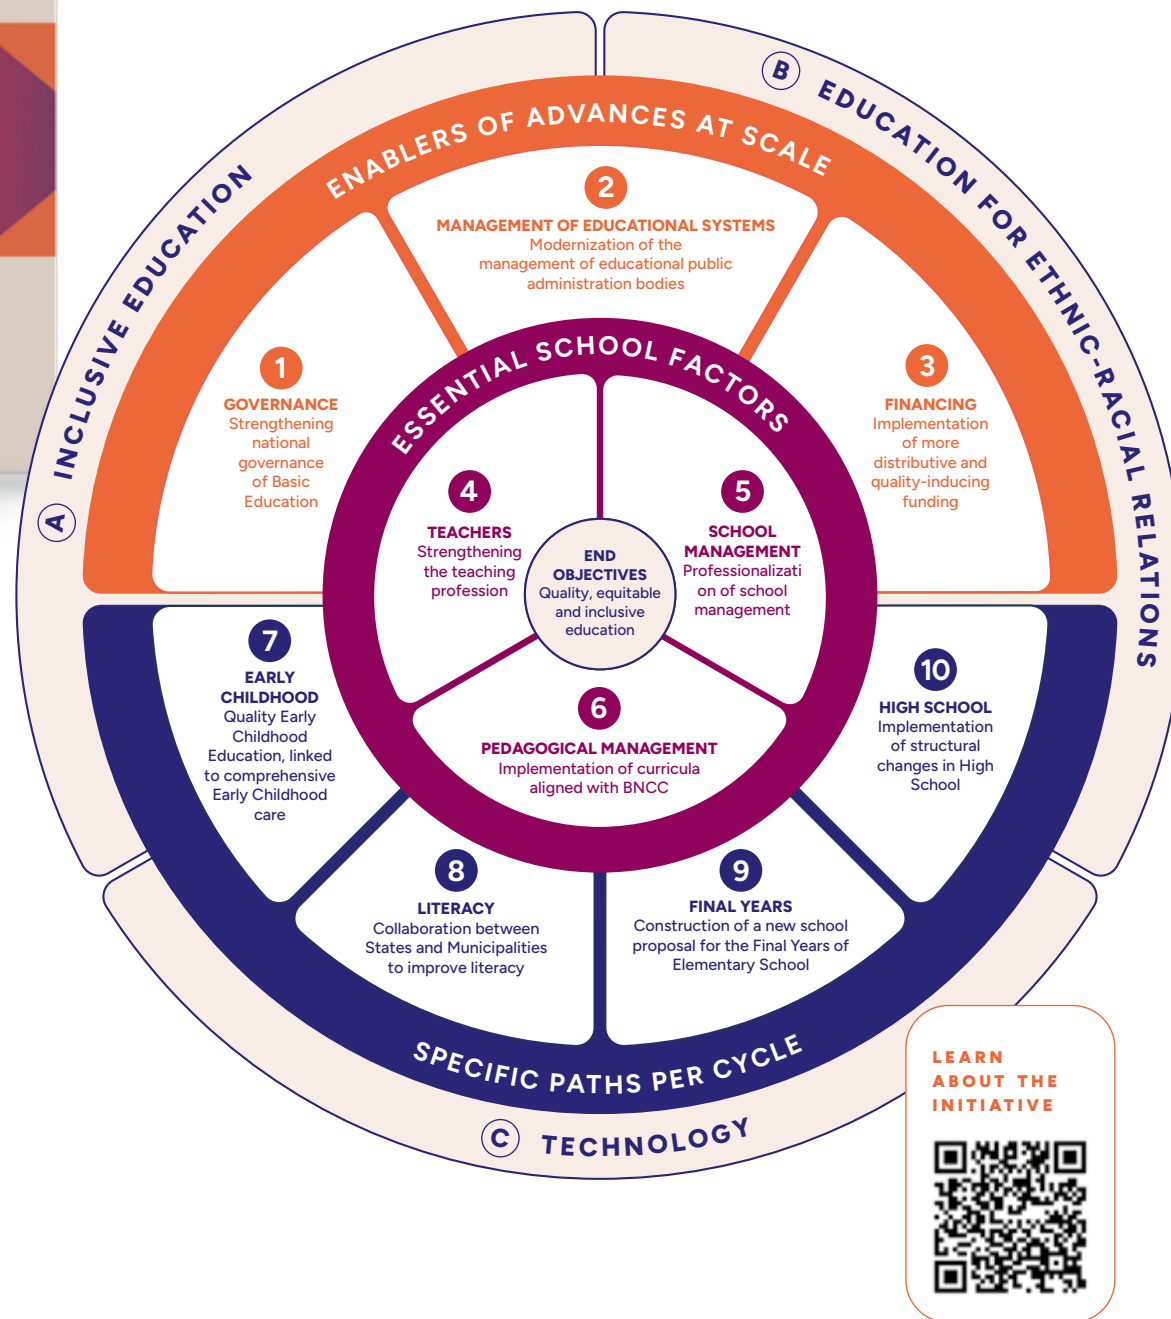 A INCLUSIVE EDUCATION
B EDUCATION FOR ETHNIC-RACIAL RELATIONS
ENABLERS OF ADVANCES AT SCALE
1
GOVERNANCE
Strengthening
national
governance
of Basic
Education
2
MANAGEMENT OF EDUCATIONAL SYSTEMS
Modernization of the
management of educational public
administration bodies
3
FINANCING
Implementation
of more
distributive and
quality-inducing
funding
ESSENTIAL SCHOOL FACTORS
4
TEACHERS
Strengthening
the teaching
profession
5
SCHOOL
MANAGEMENT
Professionalizati
on of school
management
END
OBJECTIVES
Quality, equitable
and inclusive
education
6
PEDAGOGICAL MANAGEMENT
Implementation of curricula
aligned with BNCC
7
EARLY
CHILDHOOD
Quality Early
Childhood
Education, linked
to comprehensive
Early Childhood
care
8
LITERACY
Collaboration between
States and Municipalities
to improve literacy
9
FINAL YEARS
Construction of a new school
proposal for the Final Years of
Elementary School
10
HIGH SCHOOL
Implementation
of structural
changes in High
School
SPECIFIC PATHS PER CYCLE
C TECHNOLOGY
LEARN
ABOUT THE
INITIATIVE